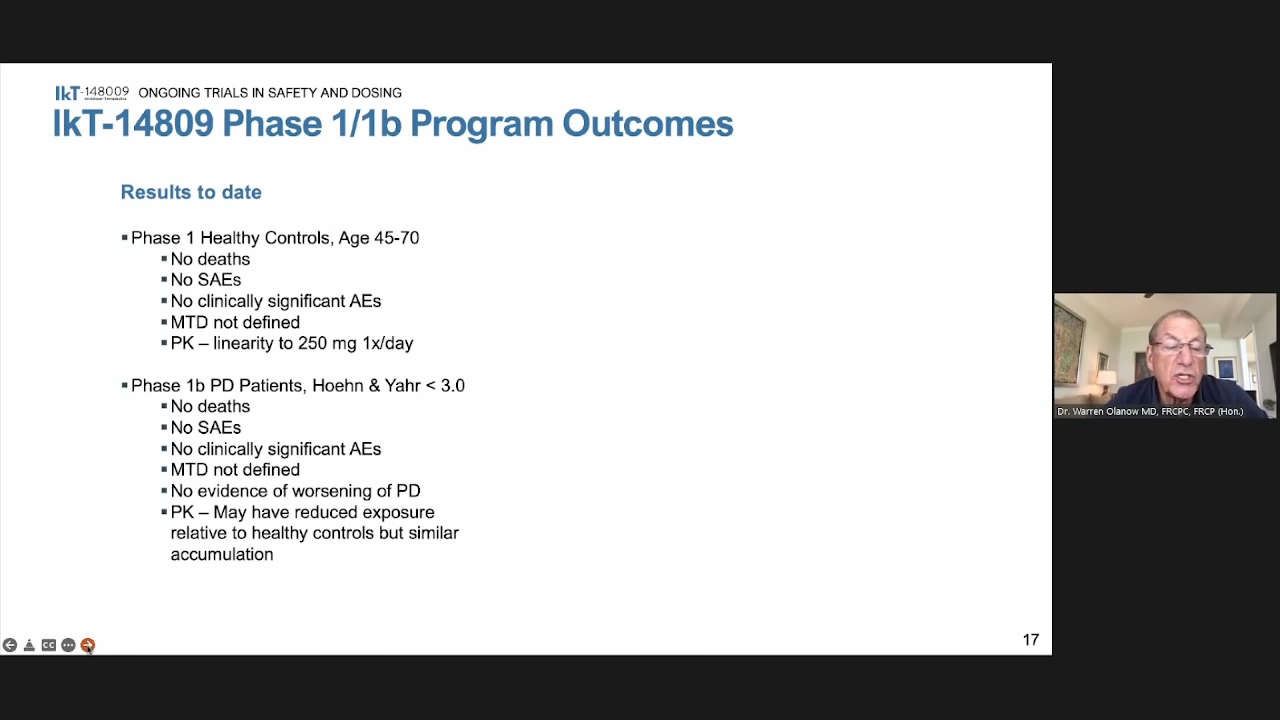 IkT-148009 ONGOING TRIALS IN SAFETY AND DOSING
IkT-14809 Phase 1/1b Program Outcomes
Results to date
▪Phase 1 Healthy Controls, Age 45-70
▪No deaths
▪No SAEs
▪No clinically significant AEs
▪MTD not defined
▪PK – linearity to 250 mg 1x/day
▪Phase 1b PD Patients, Hoehn & Yahr < 3.0
▪No deaths
▪No SAEs
▪No clinically significant AEs
▪MTD not defined
▪No evidence of worsening of PD
▪PK – May have reduced exposure
relative to healthy controls but similar
accumulation
17
CC
Dr. Warren Olanow MD, FRCPC, FRCP (Hon.)